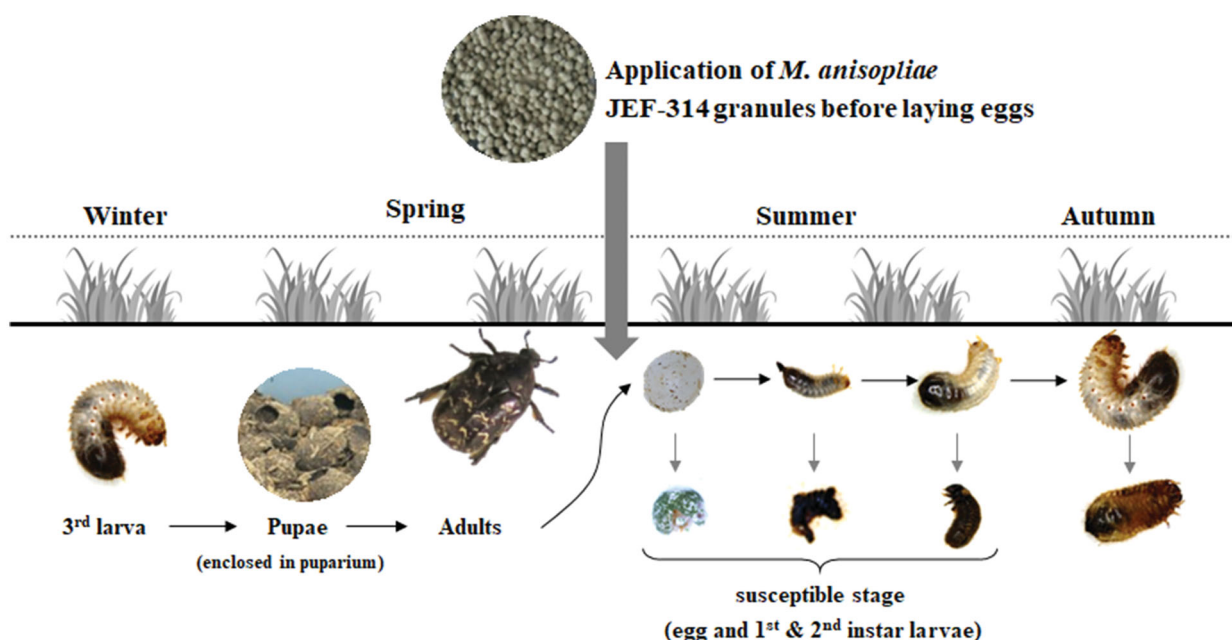 Application of M. anisopliae
JEF-314 granules before laying eggs
Winter
Spring
Summer
Autumn
3rd larva
Pupae
(enclosed in puparium)
Adults
susceptible stage
(egg and 1st & 2nd instar larvae)